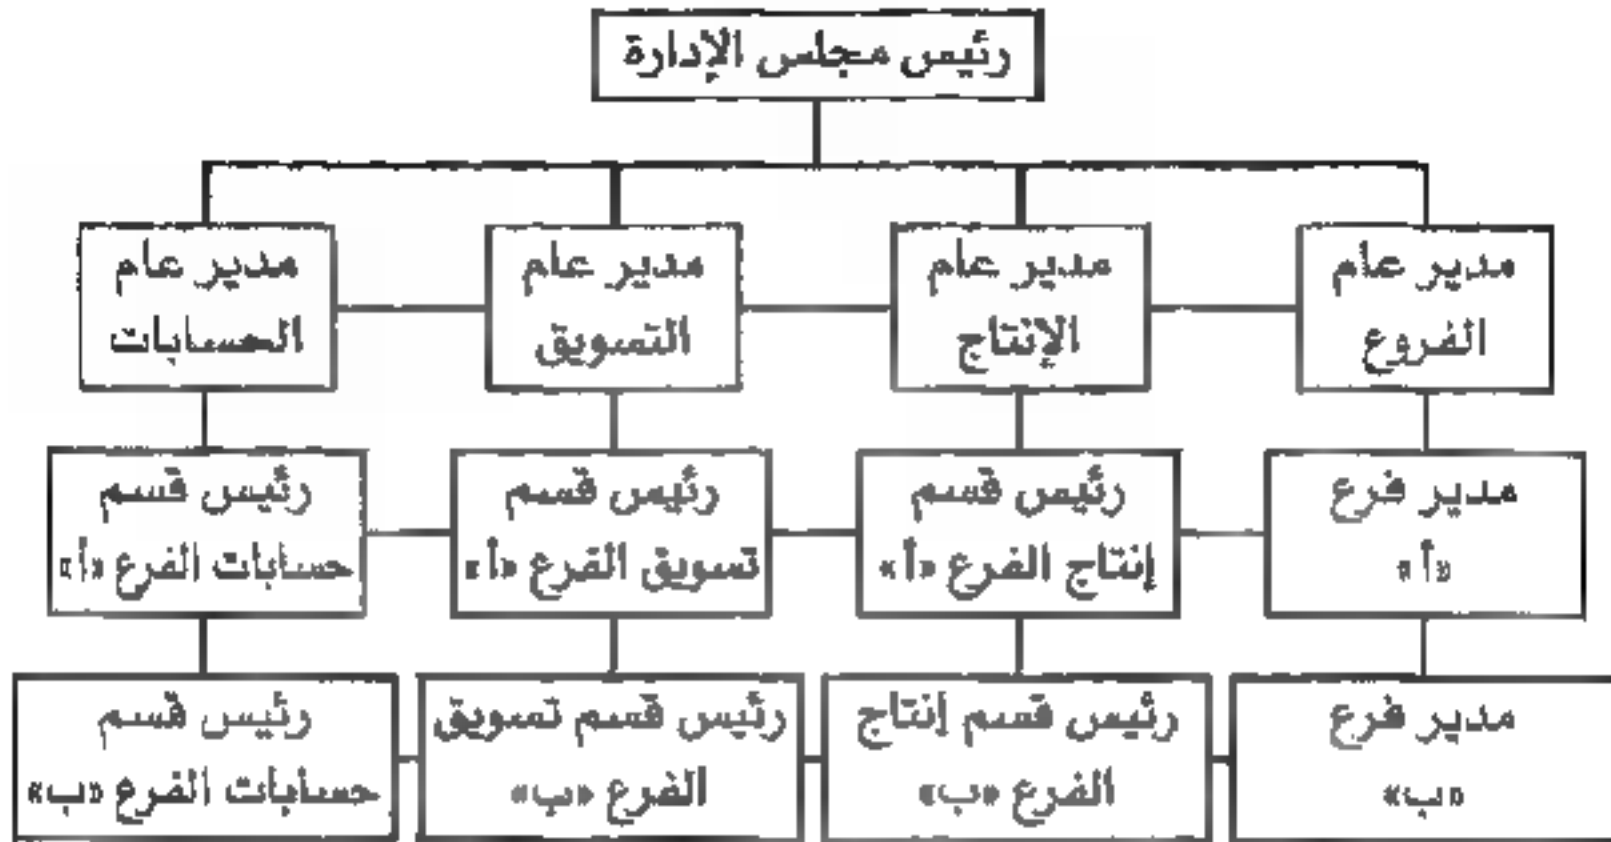 رئيس مجلس الإدارة
مدير عام
الفروع
مدير عام
الإنتاج
مدير عام
التسويق
مدير عام
الحسابات
مدير فرع
«أ»
رئيس قسم
إنتاج الفرع «أ»
رئيس قسم
تسويق الفرع «أ»
رئيس قسم
حسابات الفرع «أ»
مدير فرع
«ب»
رئيس قسم إنتاج
الفرع «ب»
رئيس قسم تسويق
الفرع «ب»
رئيس قسم
حسابات الفرع «ب»